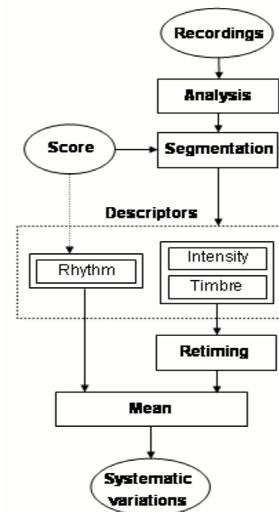 Recordings
Analysis
Score
Segmentation
Descriptors
Rhythm
Intensity
Timbre
Retiming
Mean
Systematic
variations